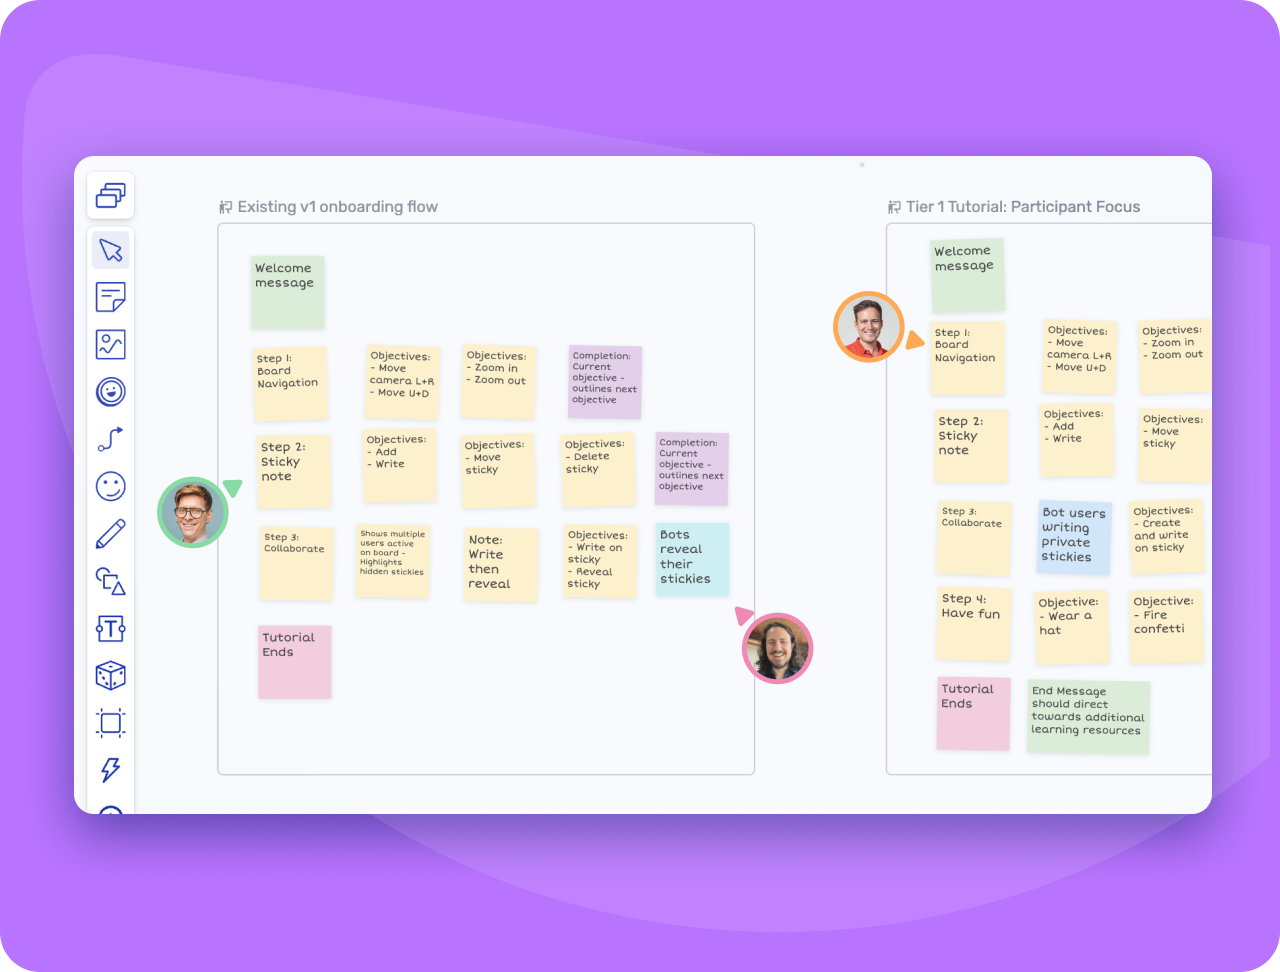 Existing v1 onboarding flow
Welcome
message
Step 1:
Board
Navigation
Objectives:
- Move
camera L+R
- Move U+D
Objectives:
- Zoom in
- Zoom out
Completion:
Current
objective -
outlines next
objective
Step 2:
Sticky
note
Objectives:
- Add
- Write
Objectives:
- Move
sticky
Objectives:
- Delete
sticky
Completion:
Current
objective -
outlines next
objective
Step 3:
Collaborate
Shows multiple
users active
on board -
Highlights
hidden stickies
Note:
Write
then
reveal
Objectives:
- Write on
sticky
- Reveal
sticky
Bots
reveal
their
stickies
Tutorial
Ends
Tier 1 Tutorial: Participant Focus
Welcome
message
Step 1:
Board
Navigation
Objectives:
- Move
camera L+R
- Move U+D
Objectives:
- Zoom in
- Zoom out
Step 2:
Sticky
note
Objectives:
- Add
- Write
Objectives:
- Move
sticky
Step 3:
Collaborate
Bot users
writing
private
stickies
Objectives:
- Create
and write
on sticky
Step 4:
Have fun
Objective:
- Wear a
hat
Objective:
- Fire
confetti
Tutorial
Ends
End Message
should direct
towards additional
learning resources
T